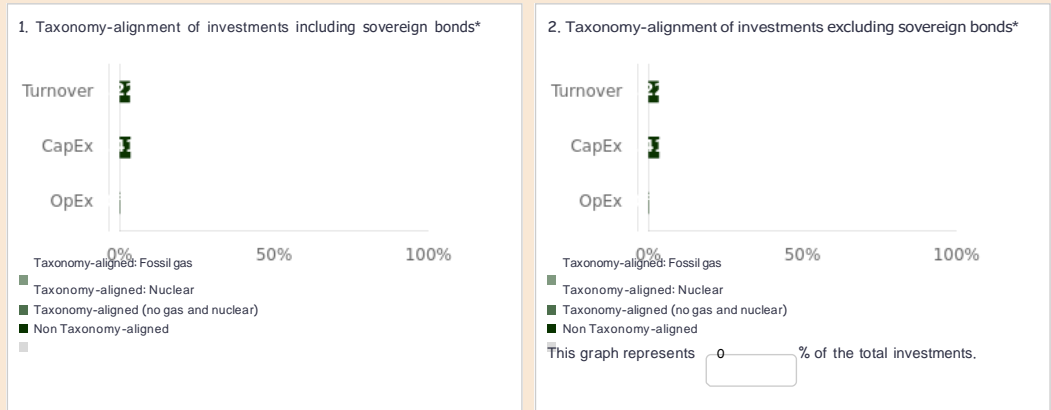 1. Taxonomy-alignment of investments including sovereign bonds*
Turnover
CapEx
OpEx
0% 50% 100%
Taxonomy-aligned: Fossil gas
Taxonomy-aligned: Nuclear
Taxonomy-aligned (no gas and nuclear)
Non Taxonomy-aligned
2. Taxonomy-alignment of investments excluding sovereign bonds*
Turnover
CapEx
OpEx
0% 50% 100%
Taxonomy-aligned: Fossil gas
Taxonomy-aligned: Nuclear
Taxonomy-aligned (no gas and nuclear)
Non Taxonomy-aligned
This graph represents 0 % of the total investments.